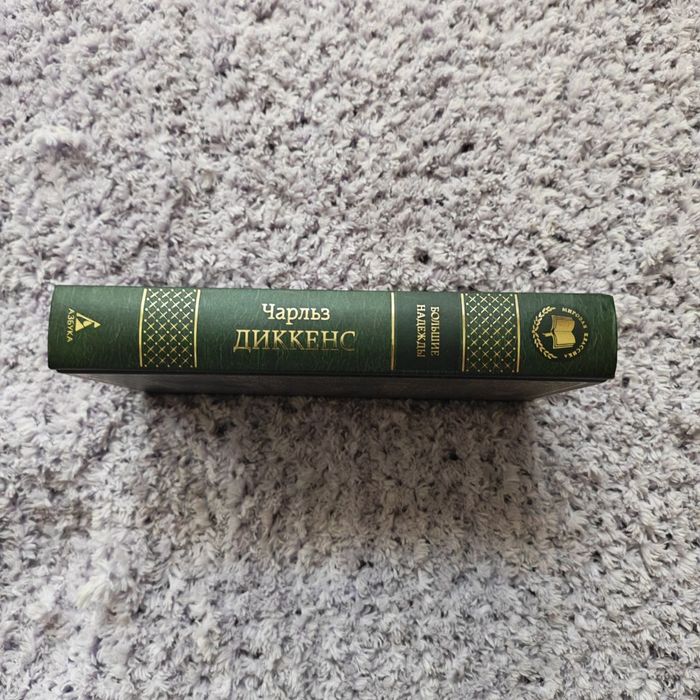 АЗБУКА
Чарльз
ДИККЕНС
БОЛЬШИЕ
НАДЕЖДЫ
МИРОВАЯ КЛАССИКА